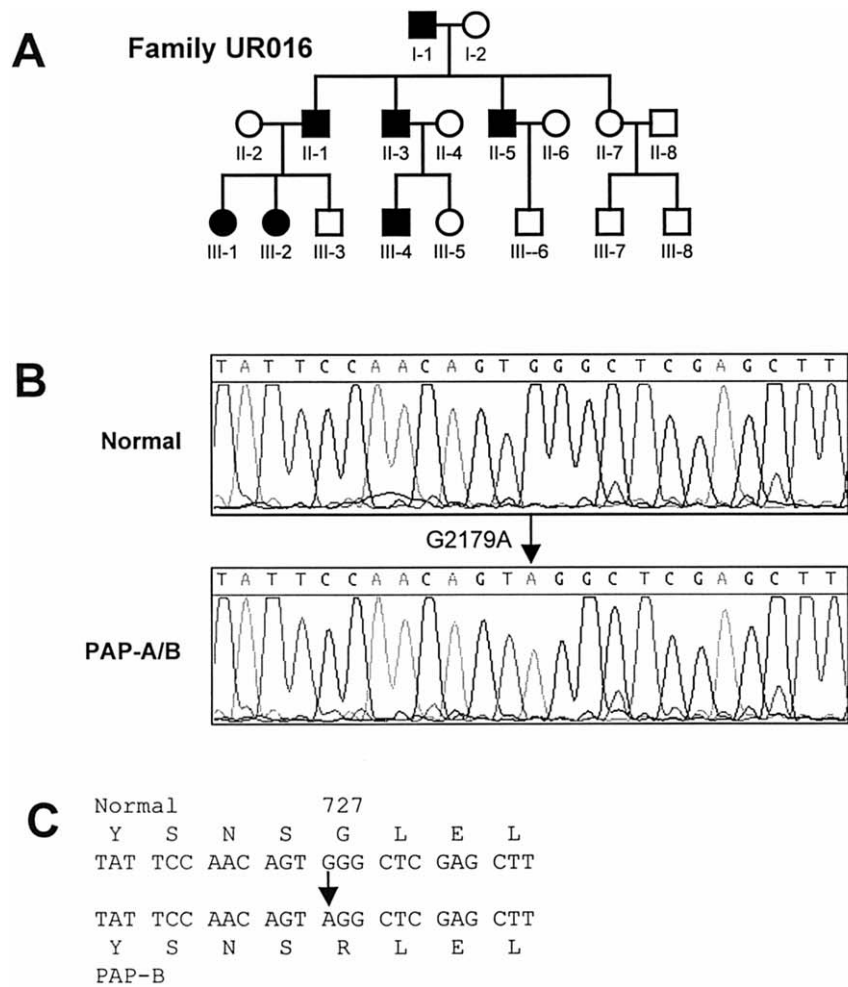 A
Family UR016
I-1 I-2
II-2 II-1 II-3 II-4 II-5 II-6 II-7 II-8
III-1 III-2 III-3 III-4 III-5 III--6 III-7 III-8
B
T A T T C C A A C A G T G G G C T C G A G C T T
Normal
G2179A
T A T T C C A A C A G T A G G C T C G A G C T T
PAP-A/B
C
Normal 727
Y S N S G L E L
TAT TCC AAC AGT GGG CTC GAG CTT
TAT TCC AAC AGT AGG CTC GAG CTT
Y S N S R L E L
PAP-B